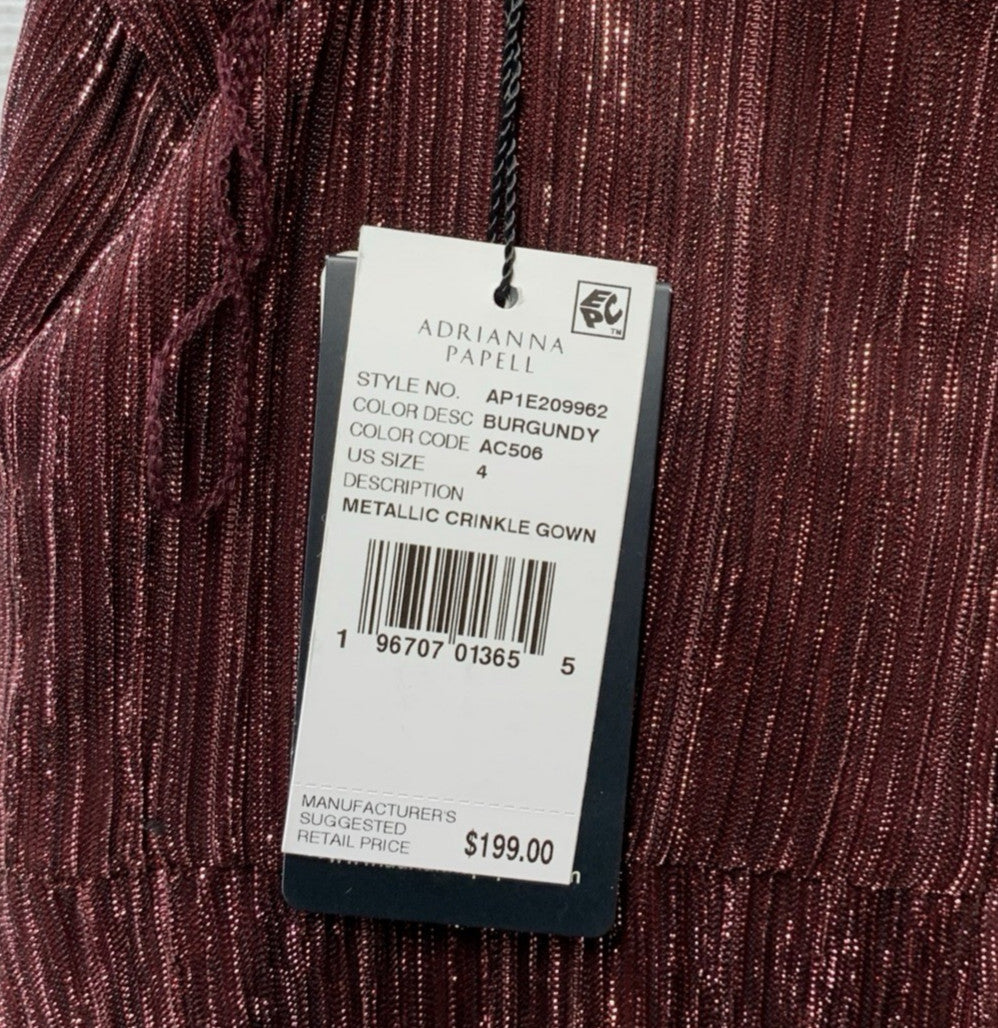 EPC™
ADRIANNA
PAPELL
STYLE NO. AP1E209962
COLOR DESC BURGUNDY
COLOR CODE AC506
US SIZE 4
DESCRIPTION
METALLIC CRINKLE GOWN
1 96707 01365 5
MANUFACTURER'S
SUGGESTED
RETAIL PRICE $199.00